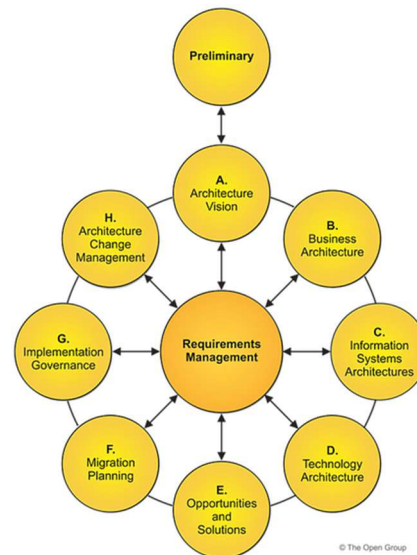 Preliminary
A.
Architecture
Vision
H.
Architecture
Change
Management
B.
Business
Architecture
G.
Implementation
Governance
Requirements
Management
C.
Information
Systems
Architectures
F.
Migration
Planning
D.
Technology
Architecture
E.
Opportunities
and
Solutions
© The Open Group